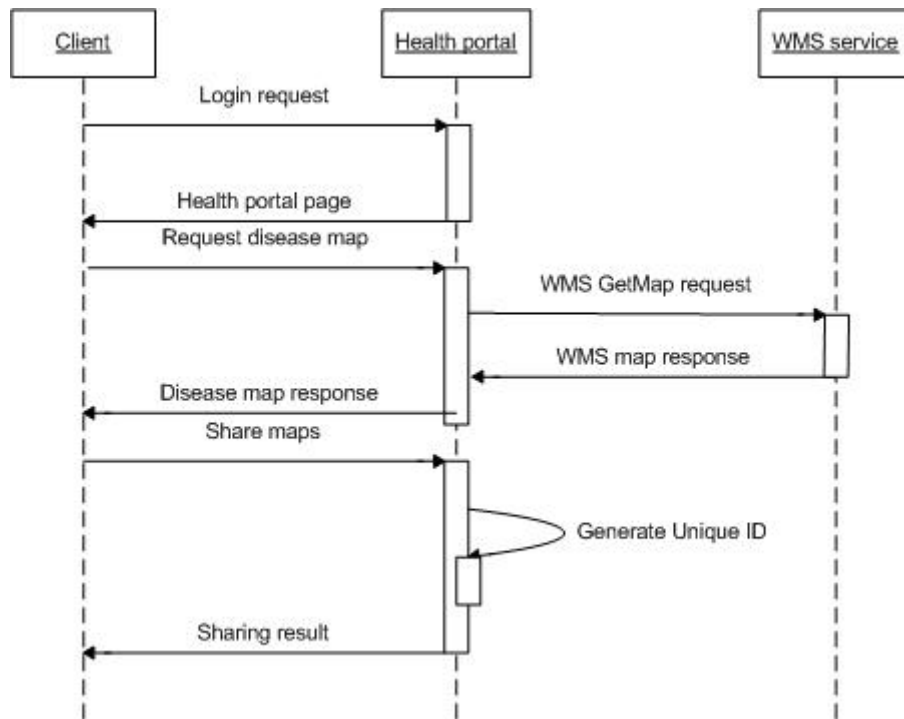 Client
Health portal
WMS service
Login request
Health portal page
Request disease map
WMS GetMap request
WMS map response
Disease map response
Share maps
Generate Unique ID
Sharing result